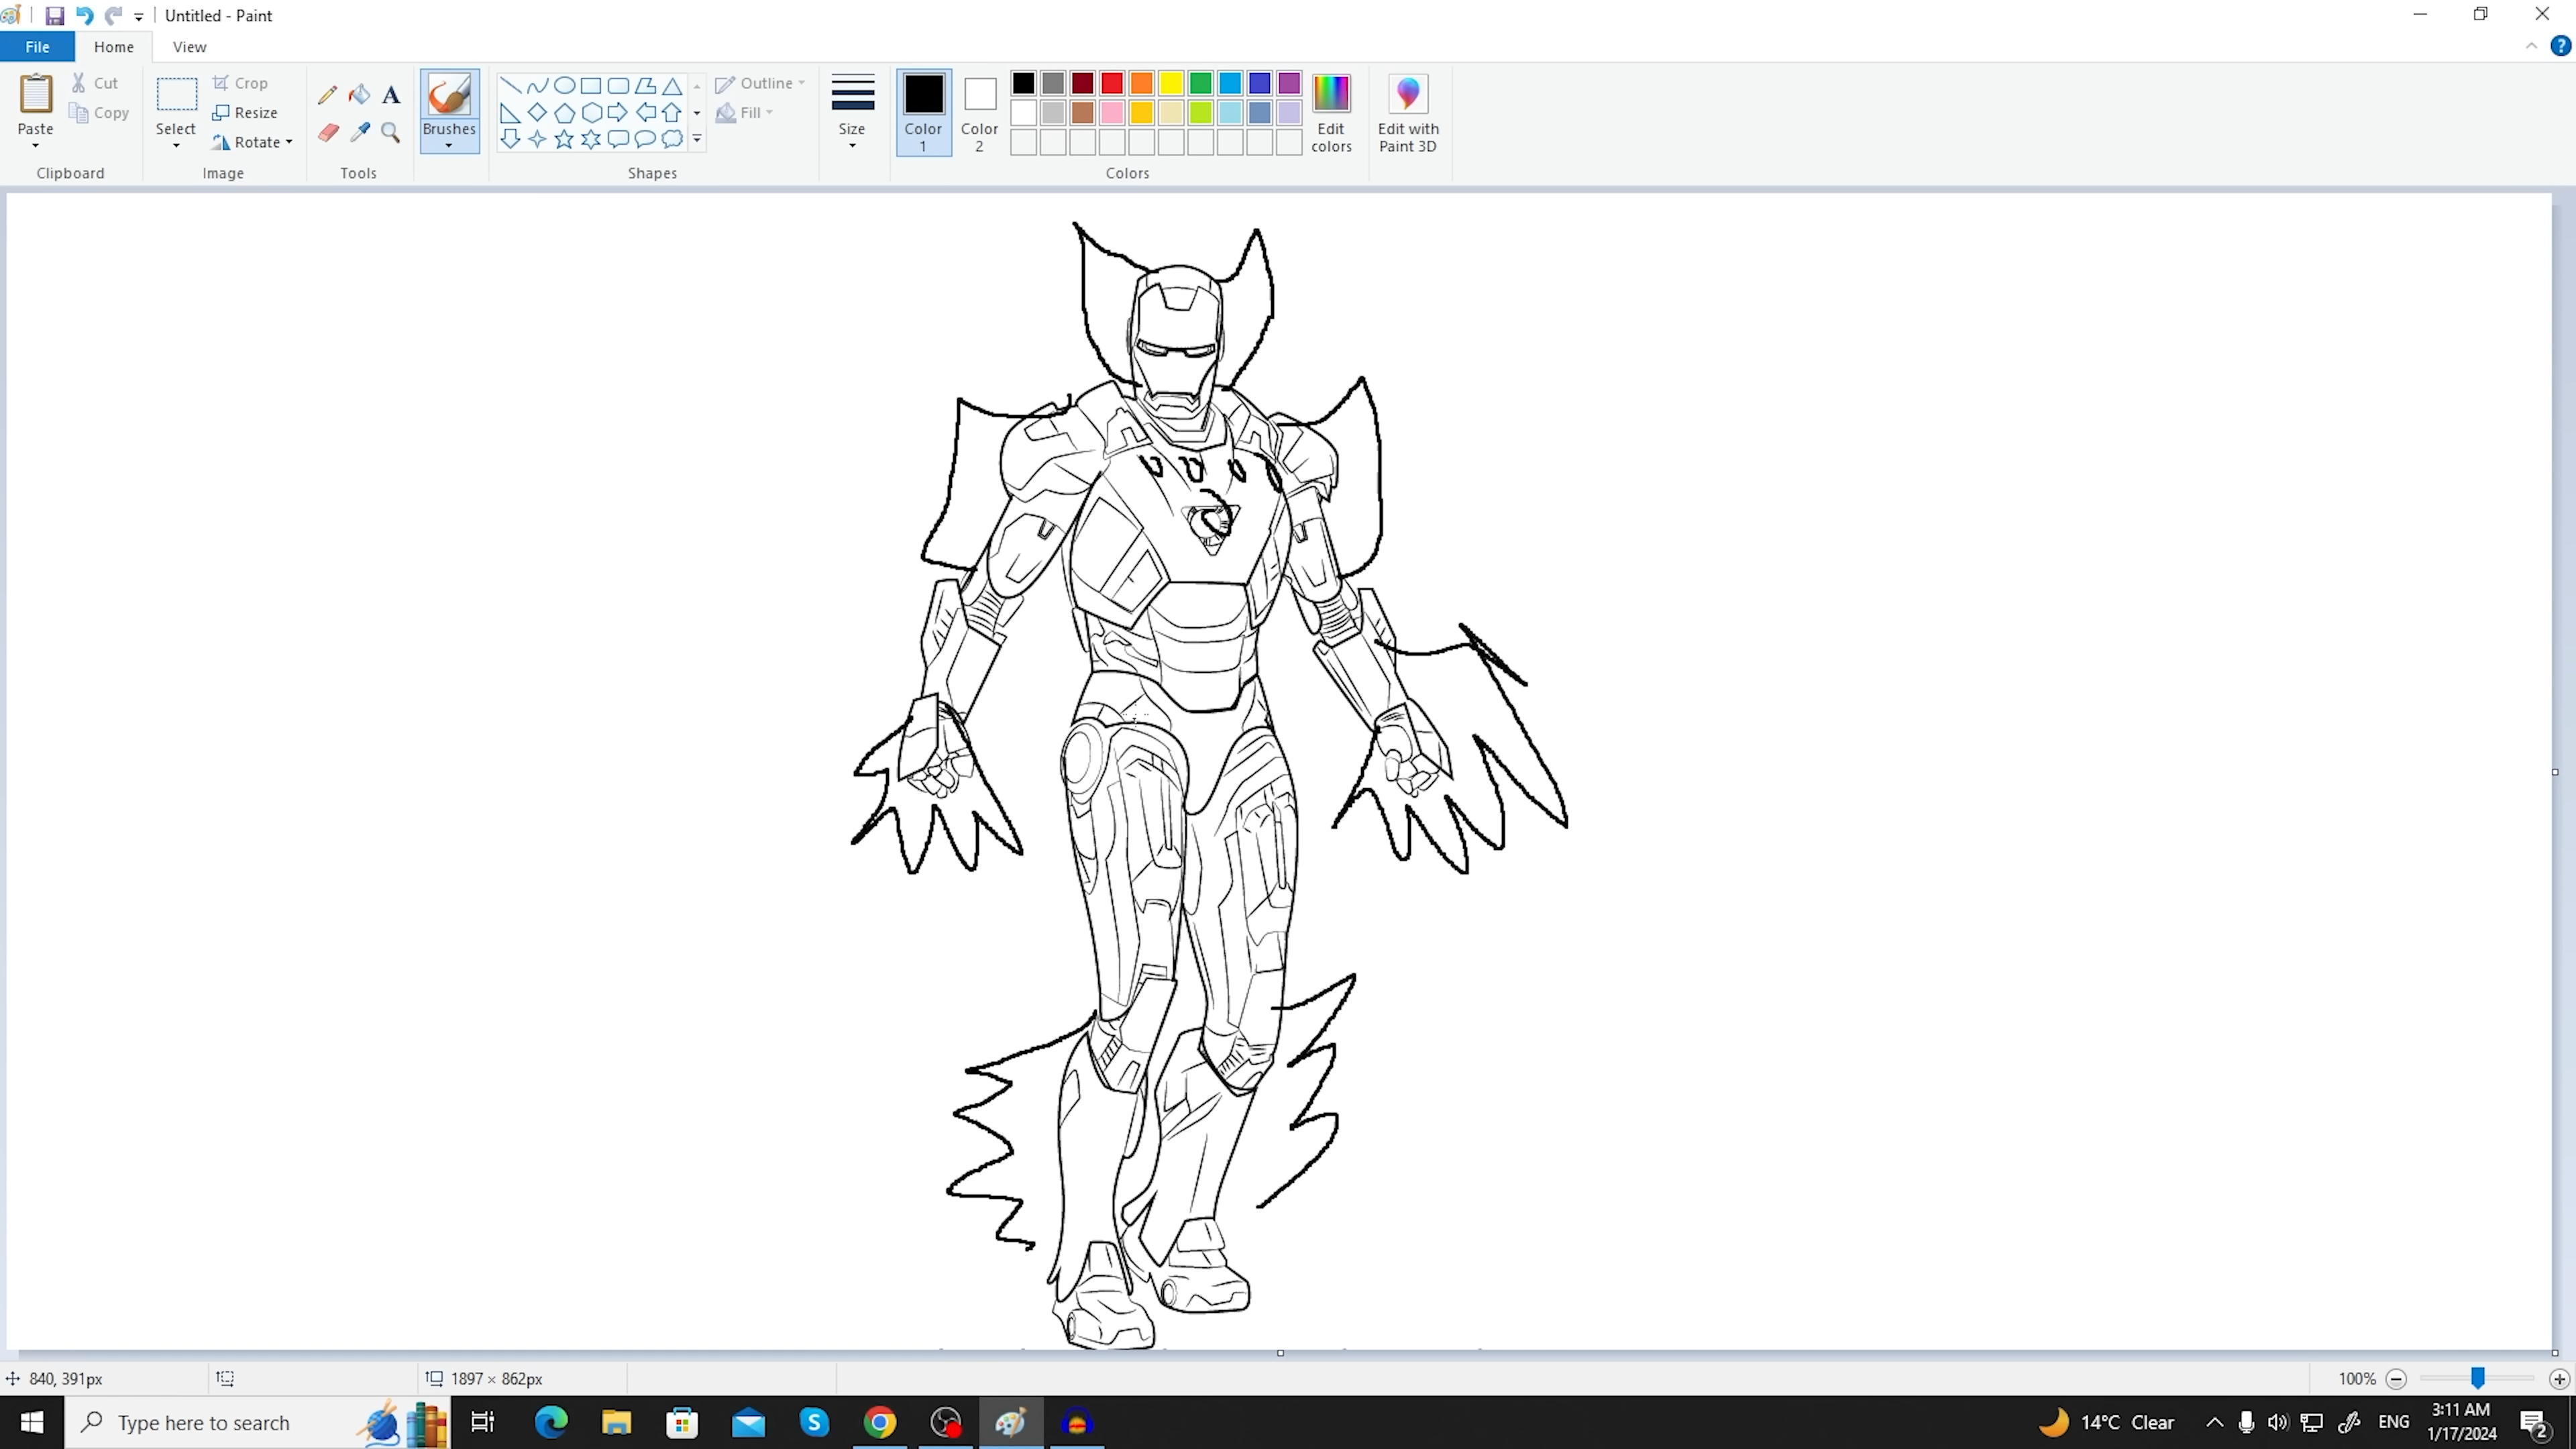 Untitled - Paint
File Home View
Paste Cut Copy Clipboard
Select Crop Resize Rotate Image
A Tools
Brushes
Outline Fill Shapes
Size
Color 1 Color 2 Edit colors Colors
Edit with Paint 3D
840, 391px 1897 × 862px 100%
Type here to search
14°C Clear ENG 3:11 AM 1/17/2024 2